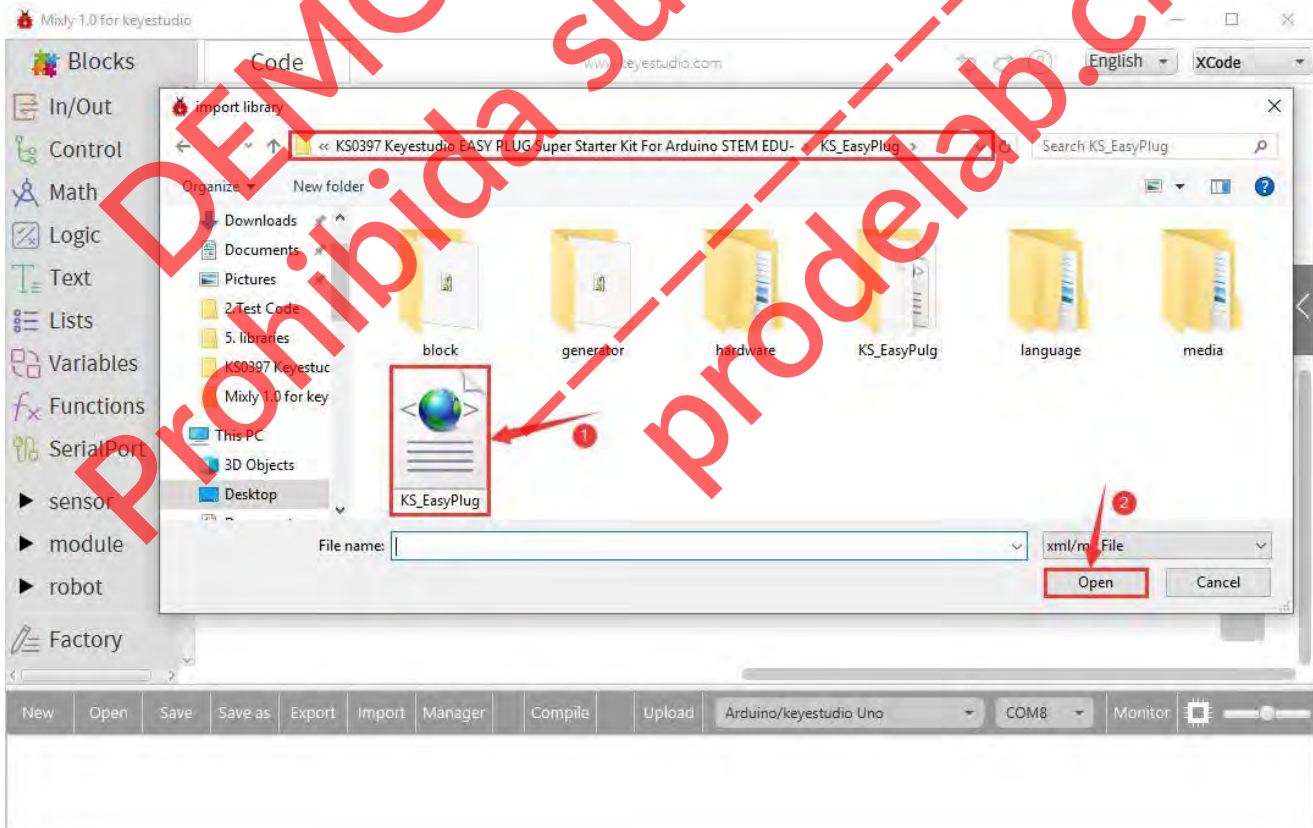 Mixly 1.0 for keyestudio
Blocks
Code
www.keyestudio.com
English
XCode
In/Out
Control
Math
Logic
Text
Lists
Variables
Functions
SerialPort
sensor
module
robot
Factory
import library
« KS0397 Keyestudio EASY PLUG Super Starter Kit For Arduino STEM EDU- > KS_EasyPlug >
Search KS_EasyPlug
Organize
New folder
Downloads
Documents
Pictures
2.Test Code
5. libraries
KS0397 Keyestuc
Mixly 1.0 for key
This PC
3D Objects
Desktop
block
generator
hardware
KS_EasyPulg
language
media
KS_EasyPlug
1
2
File name:
xml/m File
Open
Cancel
New
Open
Save
Save as
Export
Import
Manager
Compile
Upload
Arduino/keyestudio Uno
COM8
Monitor
DEMO
Prohibida su
prodelab.c